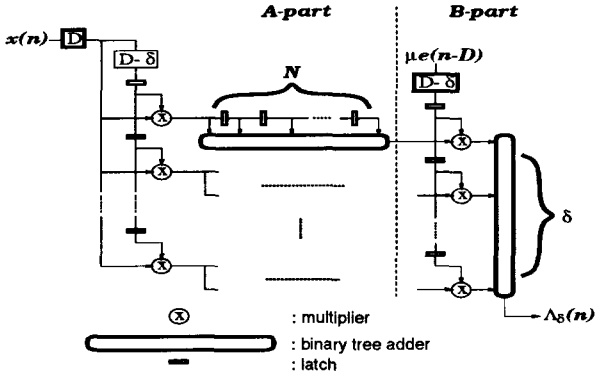 A-part B-part
x(n) D
D- δ
μe(n-D)
D- δ
N
x
x
x
x
x
x
δ
Λδ(n)
x : multiplier
: binary tree adder
: latch